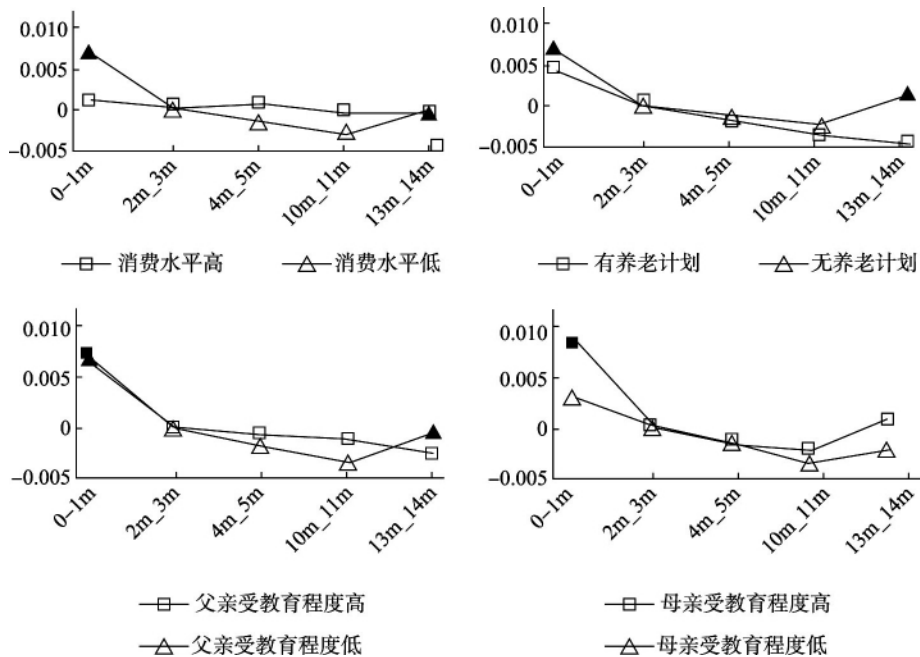 0.010
0.005
0
−0.005
0−1m
2m_3m
4m_5m
10m_11m
13m_14m
消费水平高
消费水平低
0.010
0.005
0
−0.005
0−1m
2m_3m
4m_5m
10m_11m
13m_14m
有养老计划
无养老计划
0.010
0.005
0
−0.005
0−1m
2m_3m
4m_5m
10m_11m
13m_14m
父亲受教育程度高
父亲受教育程度低
0.010
0.005
0
−0.005
0−1m
2m_3m
4m_5m
10m_11m
13m_14m
母亲受教育程度高
母亲受教育程度低